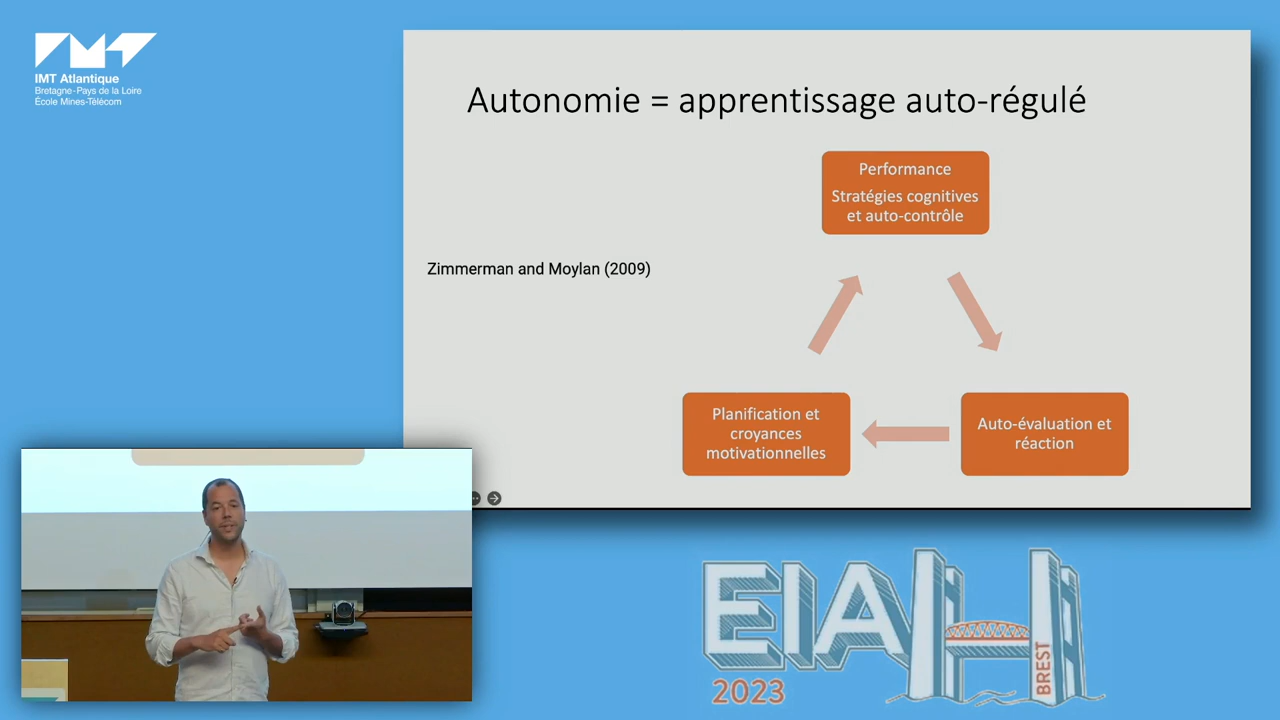 IMT Atlantique
Bretagne-Pays de la Loire
École Mines-Télécom
Autonomie = apprentissage auto-régulé
Performance
Stratégies cognitives
et auto-contrôle
Zimmerman and Moylan (2009)
Planification et
croyances
motivationnelles
Auto-évaluation et
réaction
EIAH
BREST
2023